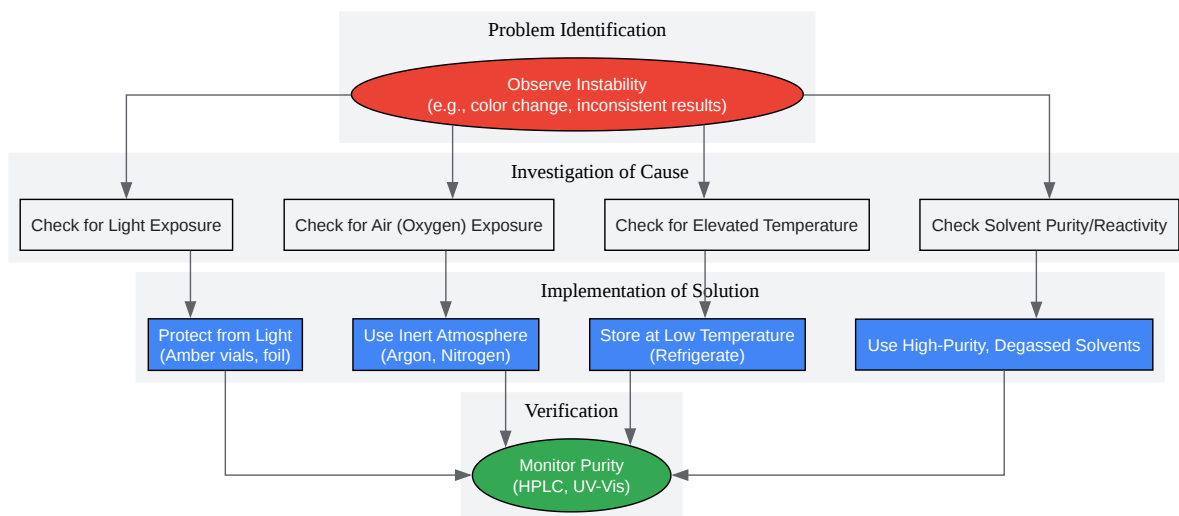 Problem Identification
Observe Instability
(e.g., color change, inconsistent results)
Investigation of Cause
Check for Light Exposure
Check for Air (Oxygen) Exposure
Check for Elevated Temperature
Check Solvent Purity/Reactivity
Implementation of Solution
Protect from Light
(Amber vials, foil)
Use Inert Atmosphere
(Argon, Nitrogen)
Store at Low Temperature
(Refrigerate)
Use High-Purity, Degassed Solvents
Verification
Monitor Purity
(HPLC, UV-Vis)